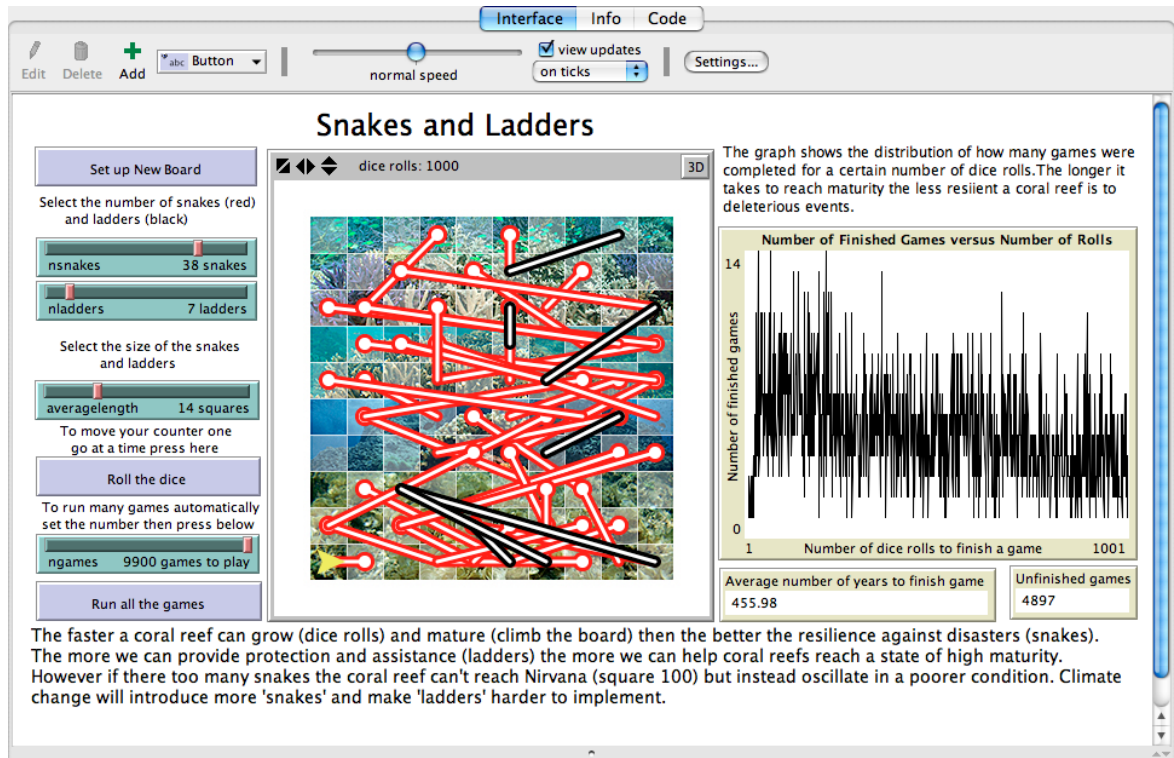 Interface Info Code
Edit Delete Add abc Button normal speed view updates
on ticks Settings...
Snakes and Ladders
Set up New Board
Select the number of snakes (red)
and ladders (black)
nsnakes 38 snakes
nladders 7 ladders
Select the size of the snakes
and ladders
averagelength 14 squares
To move your counter one
go at a time press here
Roll the dice
To run many games automatically
set the number then press below
ngames 9900 games to play
Run all the games
dice rolls: 1000 3D
The graph shows the distribution of how many games were
completed for a certain number of dice rolls.The longer it
takes to reach maturity the less resiient a coral reef is to
deleterious events.
Number of Finished Games versus Number of Rolls
14
Number of finished games
0
1 Number of dice rolls to finish a game 1001
Average number of years to finish game
455.98
Unfinished games
4897
The faster a coral reef can grow (dice rolls) and mature (climb the board) then the better the resilience against disasters (snakes).
The more we can provide protection and assistance (ladders) the more we can help coral reefs reach a state of high maturity.
However if there too many snakes the coral reef can't reach Nirvana (square 100) but instead oscillate in a poorer condition. Climate
change will introduce more 'snakes' and make 'ladders' harder to implement.